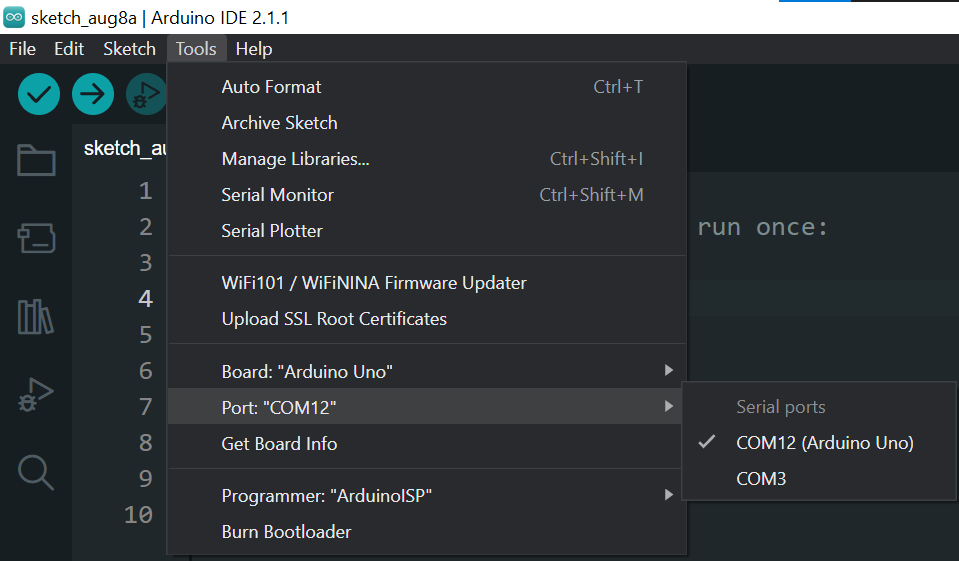 sketch_aug8a | Arduino IDE 2.1.1
File Edit Sketch Tools Help
sketch_au
Auto Format Ctrl+T
Archive Sketch
Manage Libraries... Ctrl+Shift+I
Serial Monitor Ctrl+Shift+M
Serial Plotter
WiFi101 / WiFiNINA Firmware Updater
Upload SSL Root Certificates
Board: "Arduino Uno"
Port: "COM12"
Get Board Info
Programmer: "ArduinoISP"
Burn Bootloader
Serial ports
COM12 (Arduino Uno)
COM3
1
2 run once:
3
4
5
6
7
8
9
10